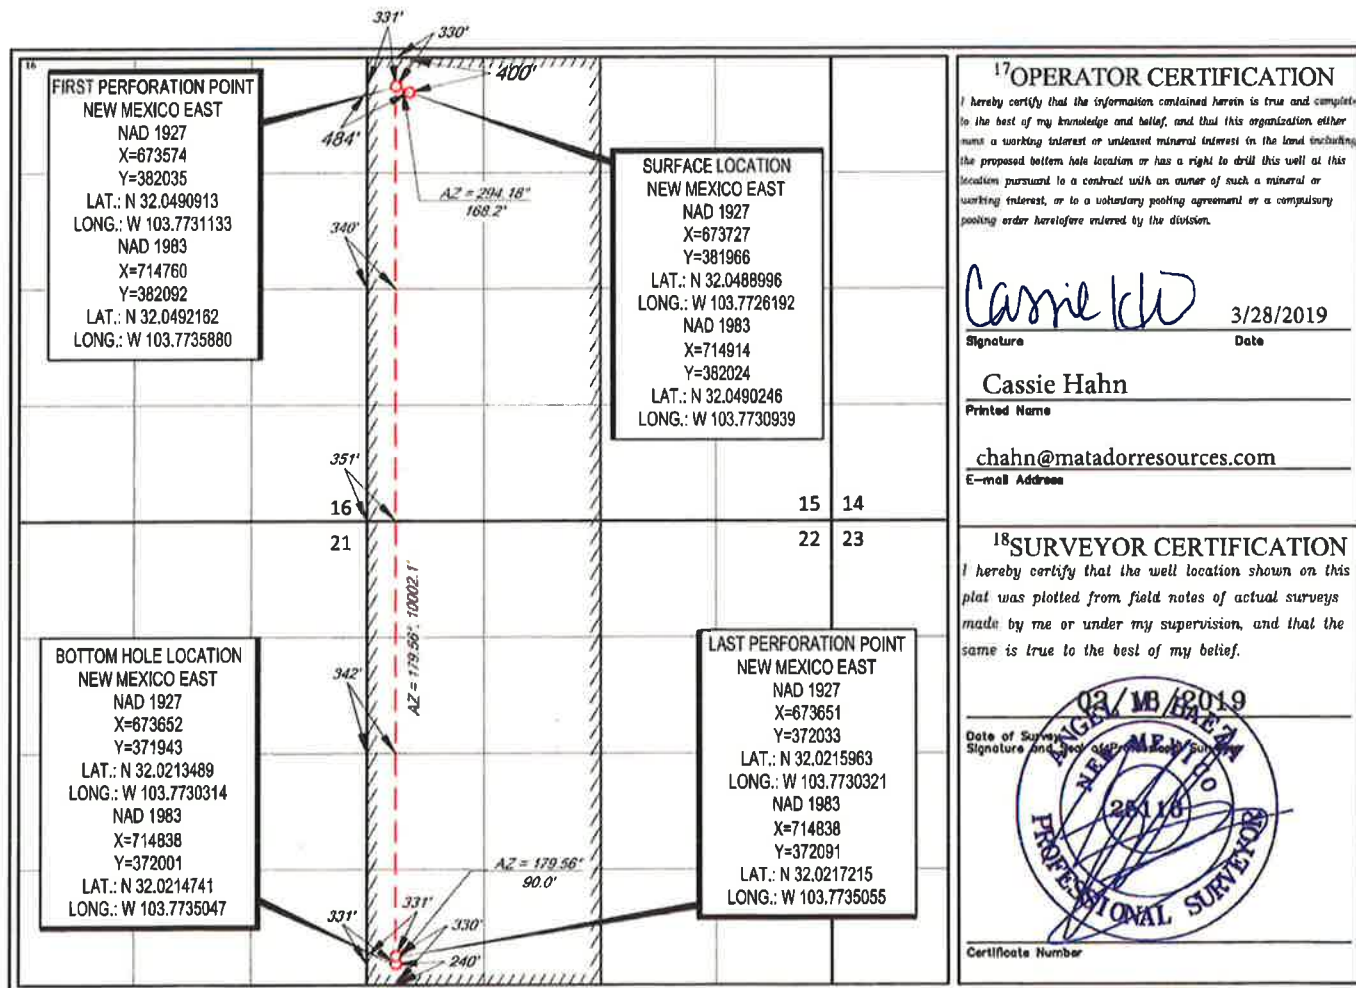 16
331'
330'
400'
484'
FIRST PERFORATION POINT
NEW MEXICO EAST
NAD 1927
X=673574
Y=382035
LAT.: N 32.0490913
LONG.: W 103.7731133
NAD 1983
X=714760
Y=382092
LAT.: N 32.0492162
LONG.: W 103.7735880
AZ = 294.18°
168.2'
340'
SURFACE LOCATION
NEW MEXICO EAST
NAD 1927
X=673727
Y=381966
LAT.: N 32.0488996
LONG.: W 103.7726192
NAD 1983
X=714914
Y=382024
LAT.: N 32.0490246
LONG.: W 103.7730939
351'
16
15 14
21
22 23
AZ = 179.56°, 10002.1'
342'
BOTTOM HOLE LOCATION
NEW MEXICO EAST
NAD 1927
X=673652
Y=371943
LAT.: N 32.0213489
LONG.: W 103.7730314
NAD 1983
X=714838
Y=372001
LAT.: N 32.0214741
LONG.: W 103.7735047
LAST PERFORATION POINT
NEW MEXICO EAST
NAD 1927
X=673651
Y=372033
LAT.: N 32.0215963
LONG.: W 103.7730321
NAD 1983
X=714838
Y=372091
LAT.: N 32.0217215
LONG.: W 103.7735055
AZ = 179.56°
90.0'
331'
331'
330'
240'
17OPERATOR CERTIFICATION
I hereby certify that the information contained herein is true and complete
to the best of my knowledge and belief, and that this organization either
owns a working interest or unleased mineral interest in the land including
the proposed bottom hole location or has a right to drill this well at this
location pursuant to a contract with an owner of such a mineral or
working interest, or to a voluntary pooling agreement or a compulsory
pooling order heretofore entered by the division.
3/28/2019
Signature Date
Cassie Hahn
Printed Name
chahn@matadorresources.com
E-mail Address
18SURVEYOR CERTIFICATION
I hereby certify that the well location shown on this
plat was plotted from field notes of actual surveys
made by me or under my supervision, and that the
same is true to the best of my belief.
Date of Survey
Signature and Seal of Professional Surveyor
ANGEL M. BAEZA
NEW MEXICO
PROFESSIONAL SURVEYOR
Certificate Number